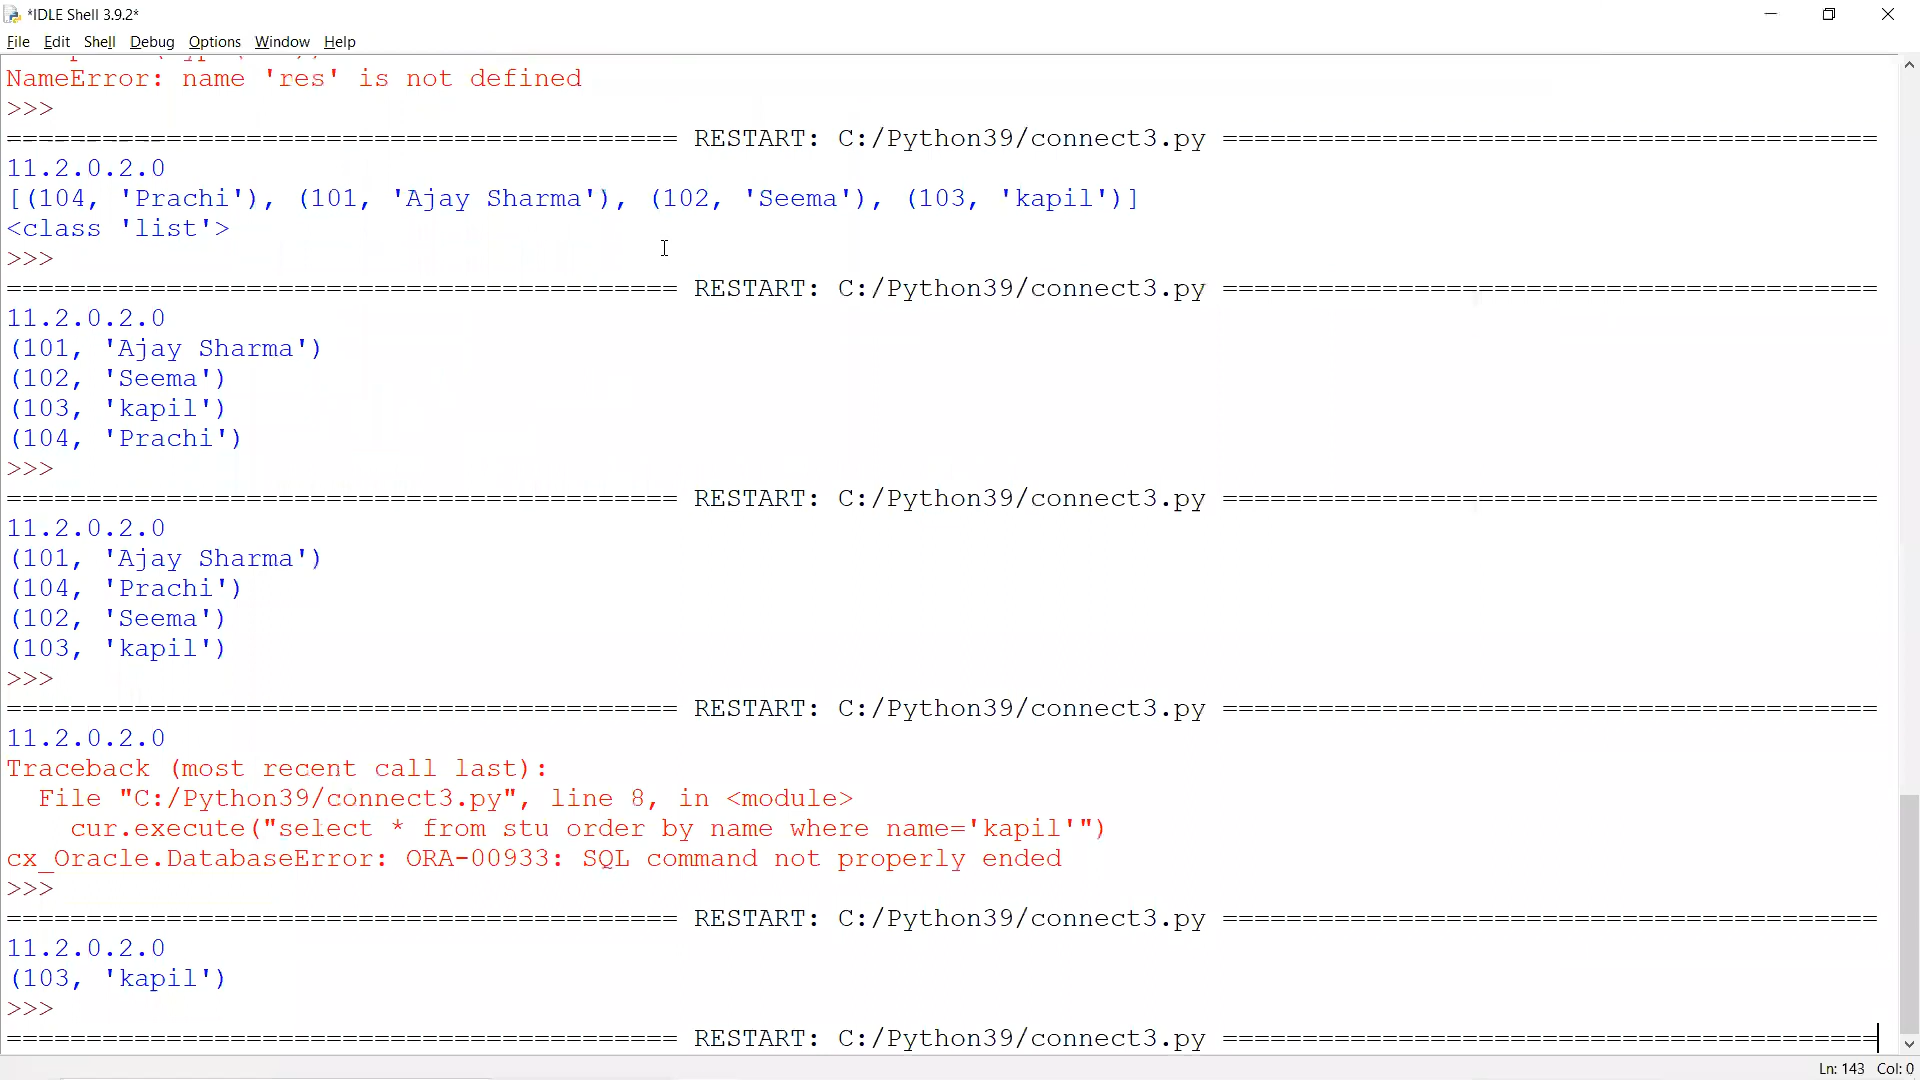 *IDLE Shell 3.9.2*
File Edit Shell Debug Options Window Help
NameError: name 'res' is not defined
>>>
========================================== RESTART: C:/Python39/connect3.py =========================================
11.2.0.2.0
[(104, 'Prachi'), (101, 'Ajay Sharma'), (102, 'Seema'), (103, 'kapil')]
<class 'list'>
>>>
========================================== RESTART: C:/Python39/connect3.py =========================================
11.2.0.2.0
(101, 'Ajay Sharma')
(102, 'Seema')
(103, 'kapil')
(104, 'Prachi')
>>>
========================================== RESTART: C:/Python39/connect3.py =========================================
11.2.0.2.0
(101, 'Ajay Sharma')
(104, 'Prachi')
(102, 'Seema')
(103, 'kapil')
>>>
========================================== RESTART: C:/Python39/connect3.py =========================================
11.2.0.2.0
Traceback (most recent call last):
  File "C:/Python39/connect3.py", line 8, in <module>
    cur.execute("select * from stu order by name where name='kapil'")
cx_Oracle.DatabaseError: ORA-00933: SQL command not properly ended
>>>
========================================== RESTART: C:/Python39/connect3.py =========================================
11.2.0.2.0
(103, 'kapil')
>>>
========================================== RESTART: C:/Python39/connect3.py =========================================
Ln: 143 Col: 0